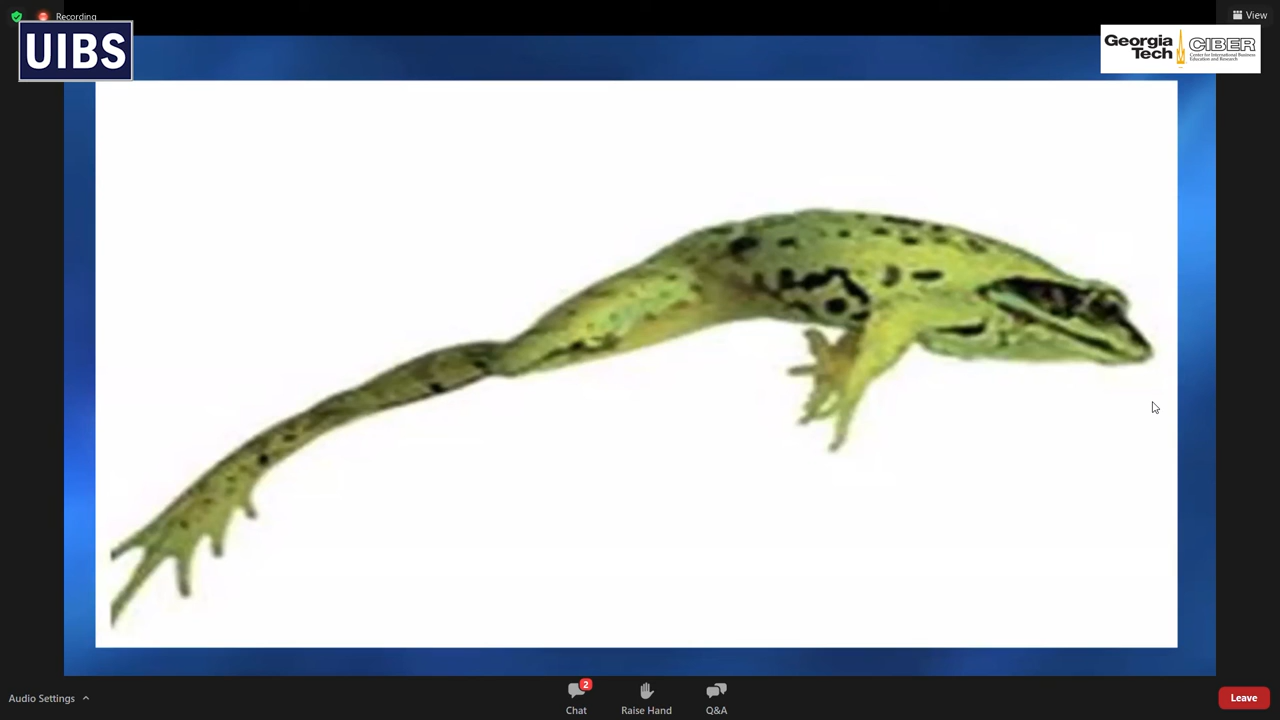 Recording
View
UIBS
Georgia
Tech
CIBER
Center for International Business
Education and Research
Audio Settings
2
Chat
Raise Hand
Q&A
Leave